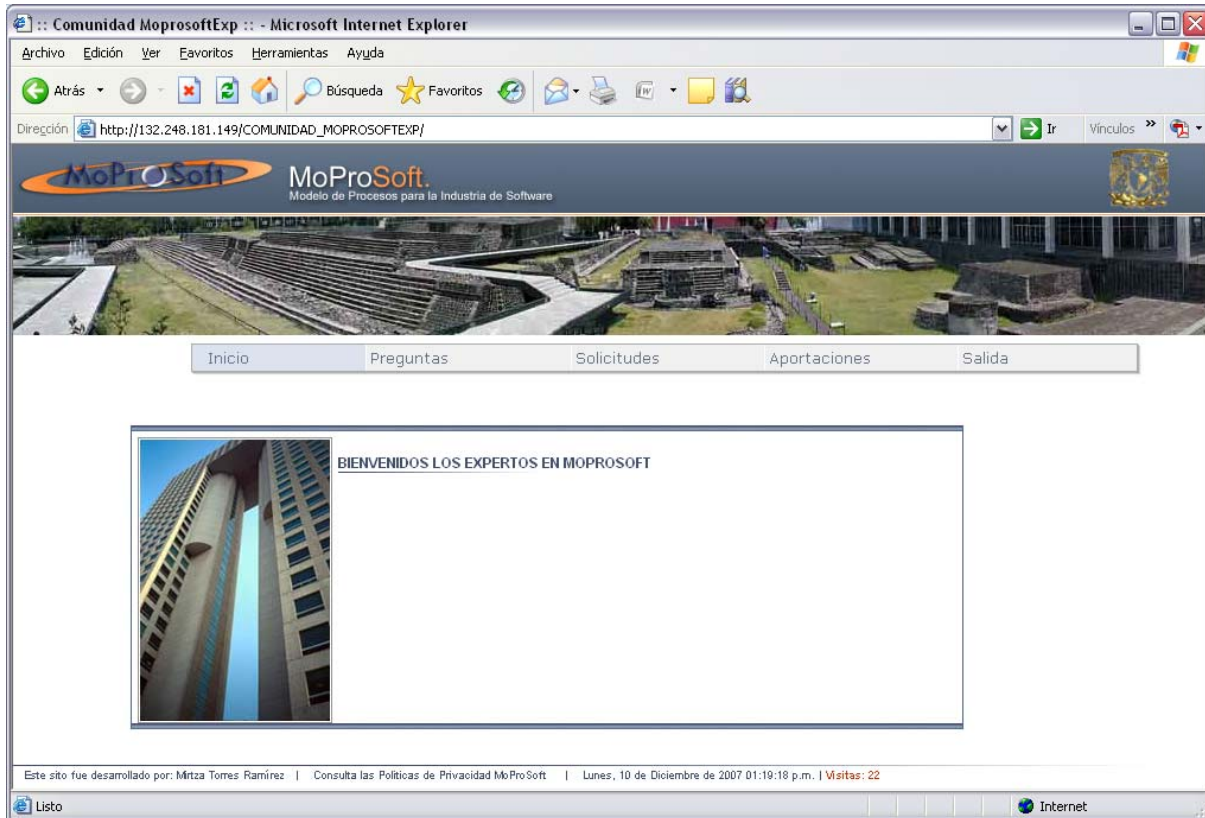 :: Comunidad MoprosoftExp :: - Microsoft Internet Explorer
Archivo Edición Ver Favoritos Herramientas Ayuda
Atrás Búsqueda Favoritos
Dirección http://132.248.181.149/COMUNIDAD_MOPROSOFTEXP/ Ir Vínculos »
MoProSoft MoProSoft.
Modelo de Procesos para la Industria de Software
Inicio Preguntas Solicitudes Aportaciones Salida
BIENVENIDOS LOS EXPERTOS EN MOPROSOFT
Este sito fue desarrollado por: Mirtza Torres Ramírez | Consulta las Políticas de Privacidad MoProSoft | Lunes, 10 de Diciembre de 2007 01:19:18 p.m. | Visitas: 22
Listo Internet